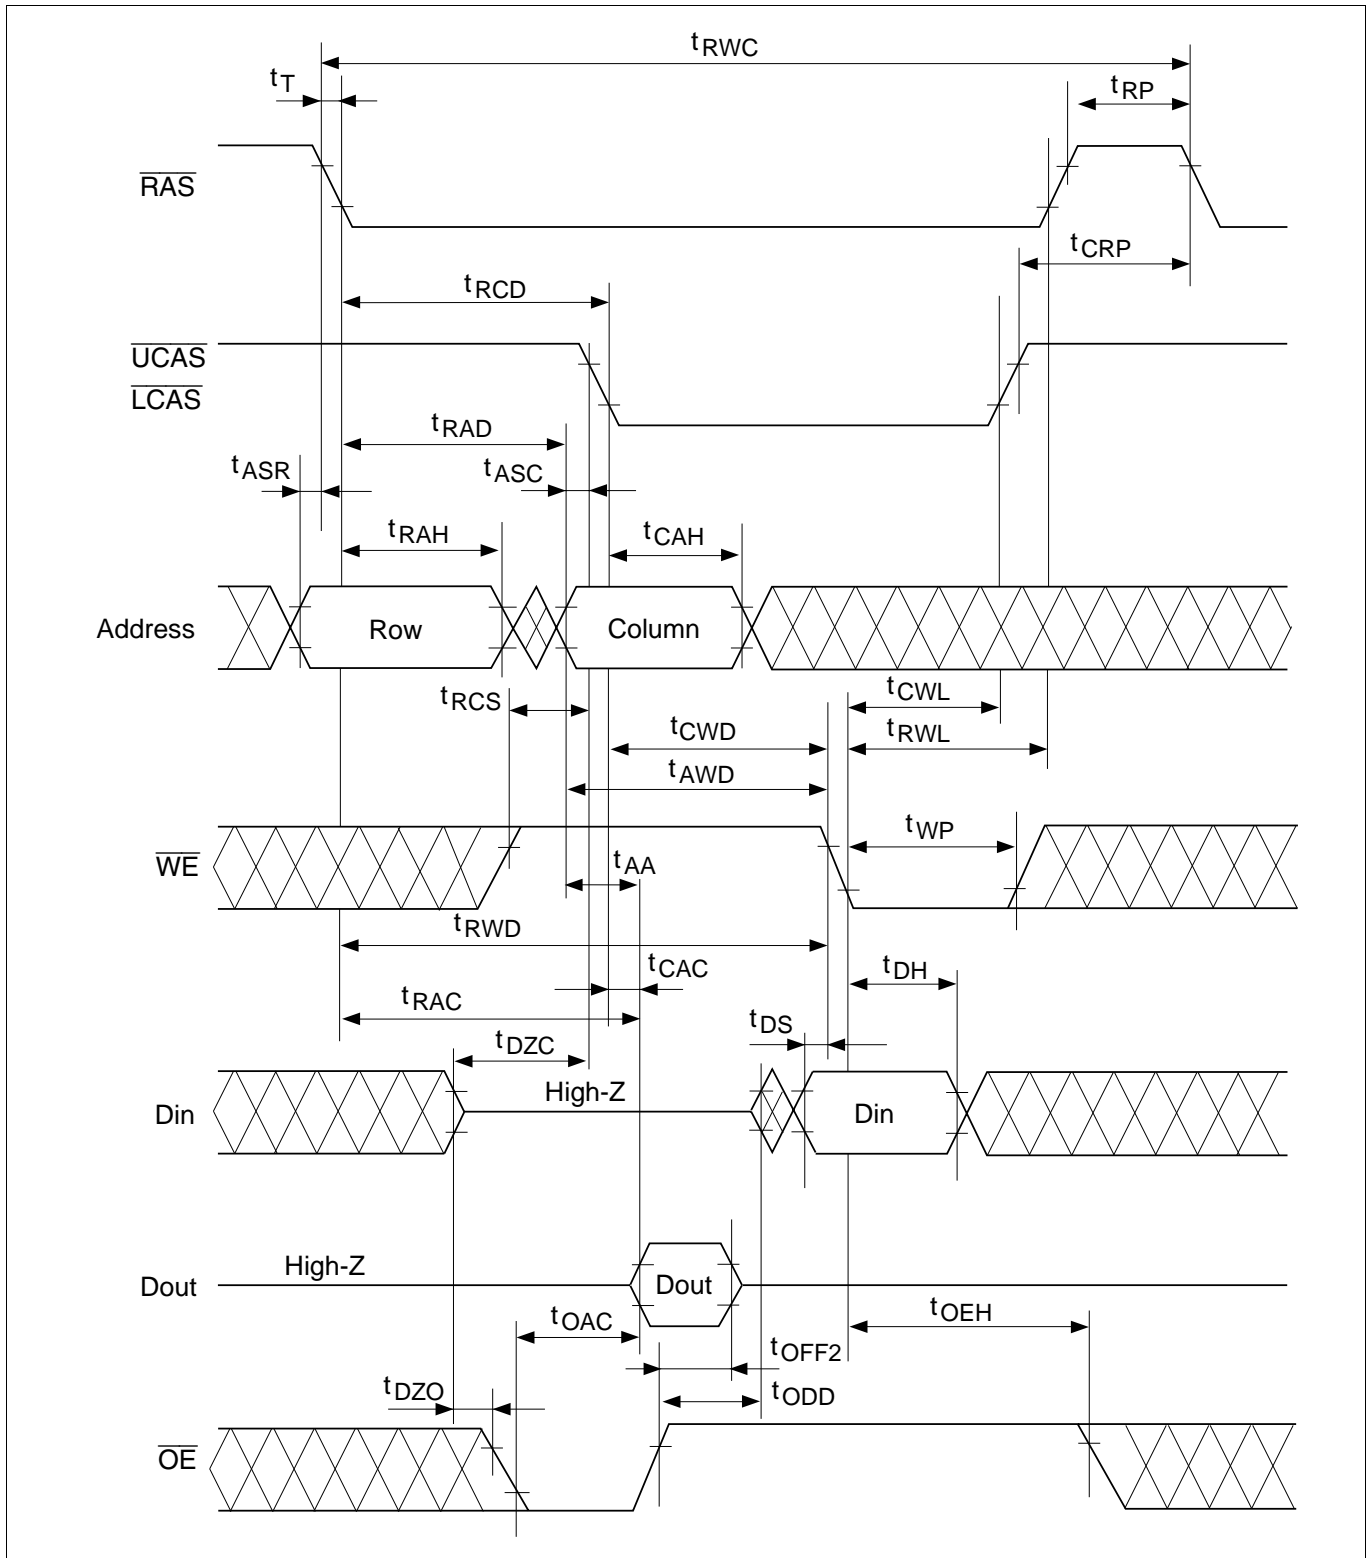 tRWC
tT
tRP
RAS
tCRP
tRCD
UCAS
LCAS
tRAD
tASR
tASC
tRAH
tCAH
Address
Row
Column
tRCS
tCWL
tCWD
tRWL
tAWD
tWP
WE
tAA
tRWD
tCAC
tDH
tRAC
tDS
tDZC
High-Z
Din
Din
High-Z
Dout
Dout
tOAC
tOEH
tOFF2
tDZO
tODD
OE